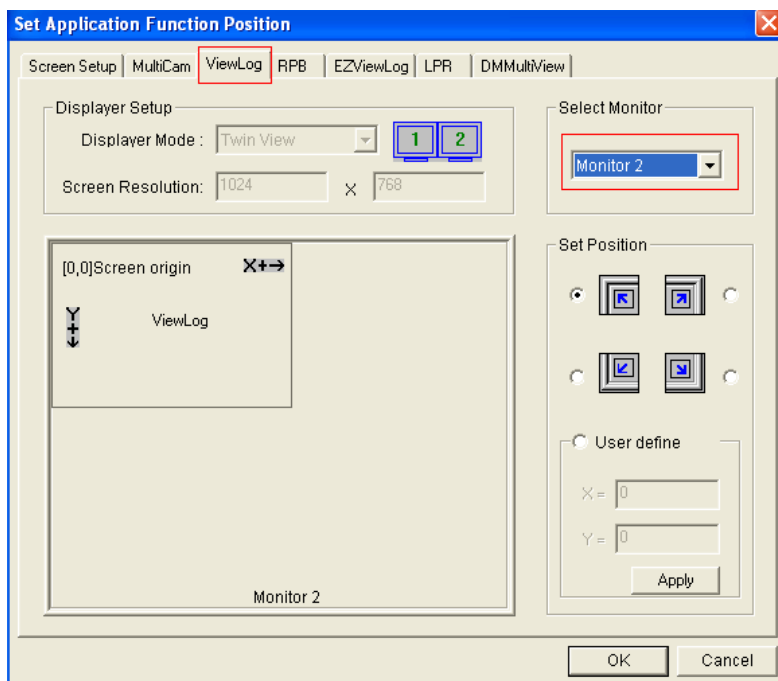 Set Application Function Position
Screen Setup MultiCam ViewLog RPB EZViewLog LPR DMMultiView
Displayer Setup
Displayer Mode : Twin View 1 2
Screen Resolution: 1024 X 768
Select Monitor
Monitor 2
[0,0]Screen origin X+→
Y+↓
ViewLog
Monitor 2
Set Position
User define
X = 0
Y = 0
Apply
OK Cancel